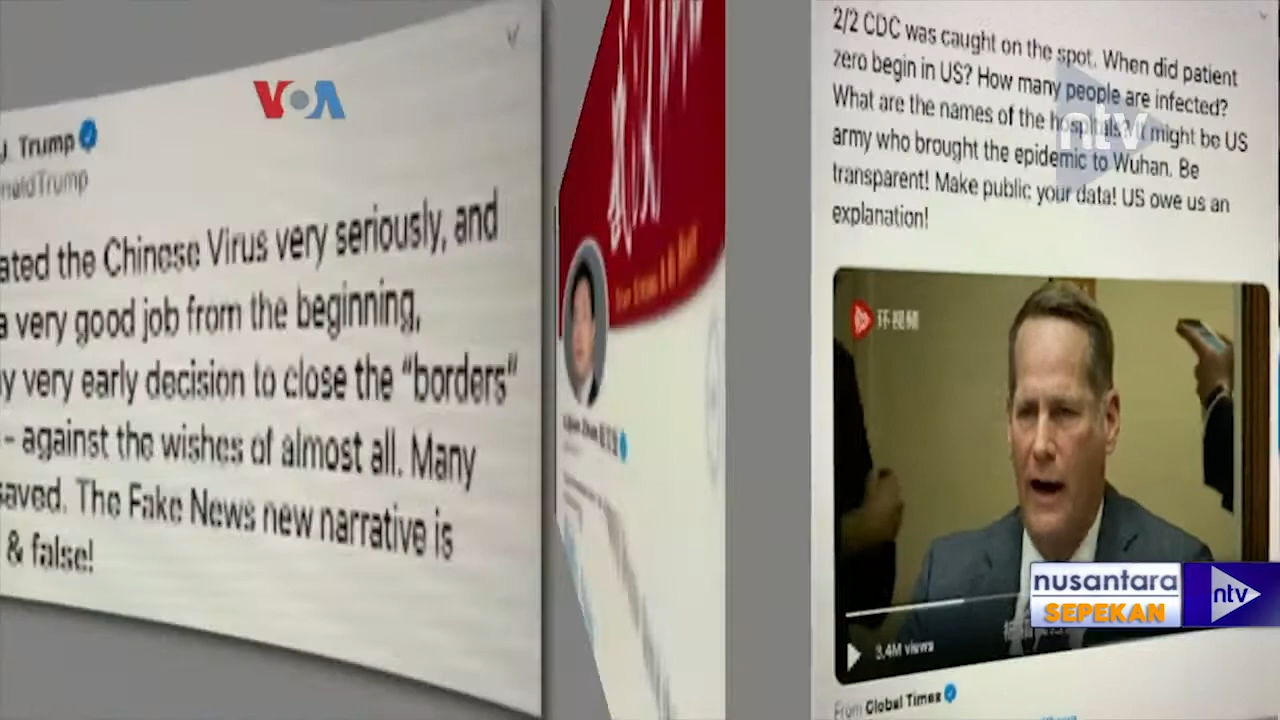 VOA
J. Trump
naldTrump
ated the Chinese Virus very seriously, and
a very good job from the beginning,
y very early decision to close the “borders”
- against the wishes of almost all. Many
saved. The Fake News new narrative is
& false!
2/2 CDC was caught on the spot. When did patient
zero begin in US? How many people are infected?
What are the names of the hospitals? It might be US
army who brought the epidemic to Wuhan. Be
transparent! Make public your data! US owe us an
explanation!
ntv
环视频
3.4M views
From Global Times
nusantara
SEPEKAN
ntv